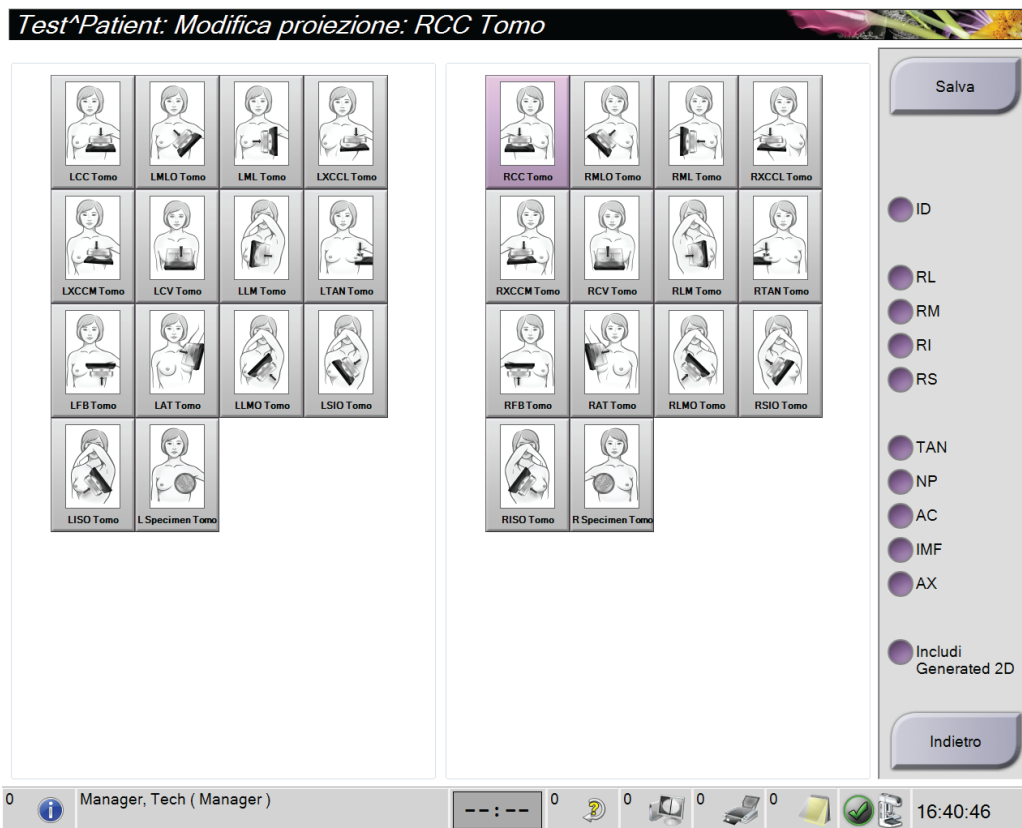 Test^Patient: Modifica proiezione: RCC Tomo
LCC Tomo
LMLO Tomo
LML Tomo
LXCCL Tomo
LXCCM Tomo
LCV Tomo
LLM Tomo
LTAN Tomo
LFB Tomo
LAT Tomo
LLMO Tomo
LSIO Tomo
LISO Tomo
L Specimen Tomo
RCC Tomo
RMLO Tomo
RML Tomo
RXCCL Tomo
RXCCM Tomo
RCV Tomo
RLM Tomo
RTAN Tomo
RFB Tomo
RAT Tomo
RLMO Tomo
RSIO Tomo
RISO Tomo
R Specimen Tomo
Salva
ID
RL
RM
RI
RS
TAN
NP
AC
IMF
AX
Includi
Generated 2D
Indietro
0
Manager, Tech ( Manager )
--:--
0
0
0
0
16:40:46